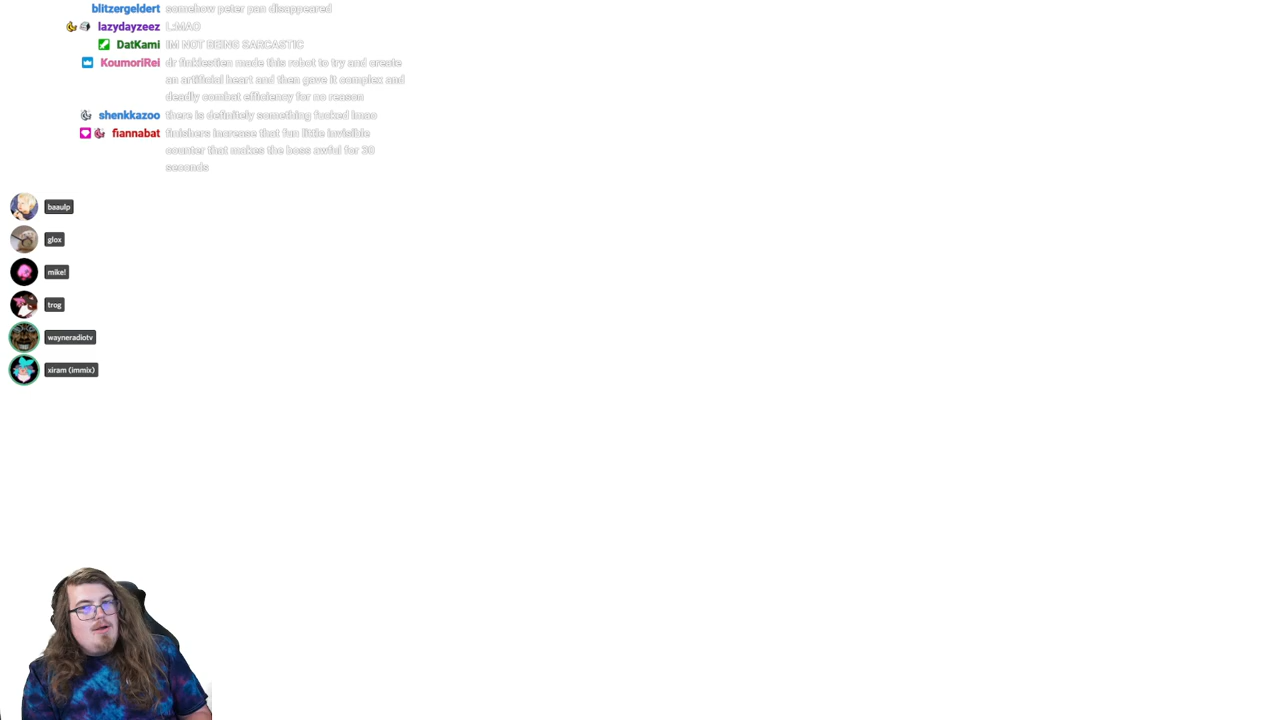 blitzergeldert somehow peter pan disappeared
lazydayzeez L:MAO
DatKami IM NOT BEING SARCASTIC
KoumoriRei dr finklestien made this robot to try and create
an artificial heart and then gave it complex and
deadly combat efficiency for no reason
shenkkazoo there is definitely something fucked lmao
fiannabat finishers increase that fun little invisible
counter that makes the boss awful for 30
seconds
baaulp
glox
mike!
trog
wayneradiotv
xiram (immix)